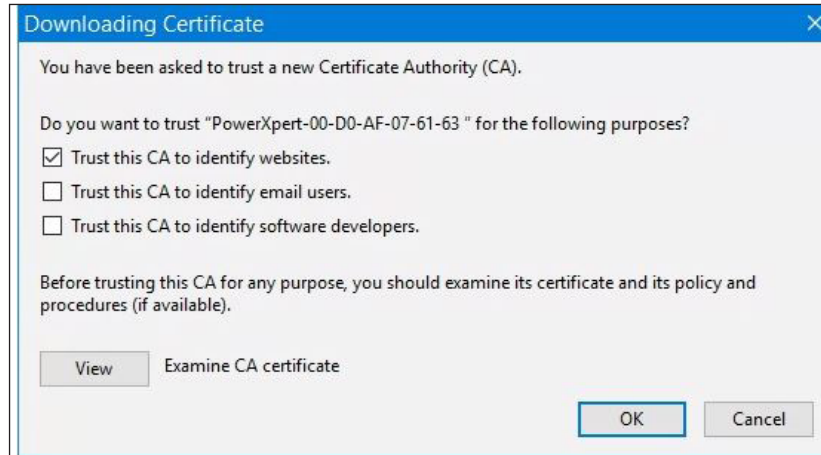 Downloading Certificate
You have been asked to trust a new Certificate Authority (CA).
Do you want to trust “PowerXpert-00-D0-AF-07-61-63 ” for the following purposes?
Trust this CA to identify websites.
Trust this CA to identify email users.
Trust this CA to identify software developers.
Before trusting this CA for any purpose, you should examine its certificate and its policy and
procedures (if available).
View Examine CA certificate
OK Cancel